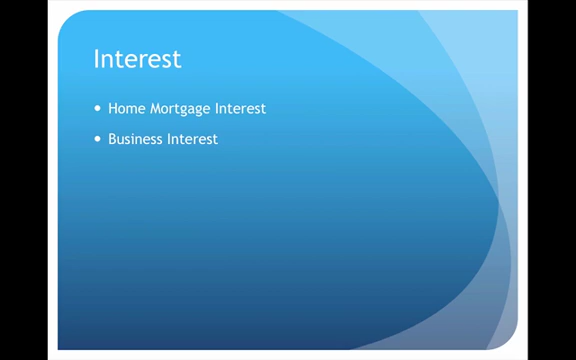 Interest
• Home Mortgage Interest
• Business Interest